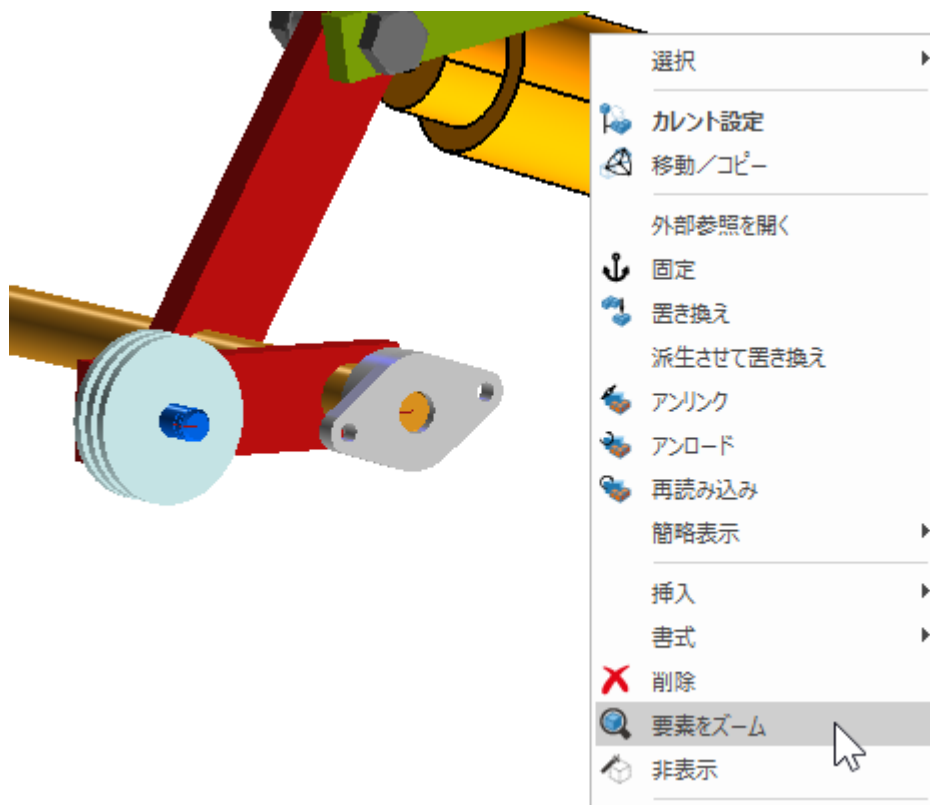 選択
カレント設定
移動／コピー
外部参照を開く
固定
置き換え
派生させて置き換え
アンリンク
アンロード
再読み込み
簡略表示
挿入
書式
削除
要素をズーム
非表示